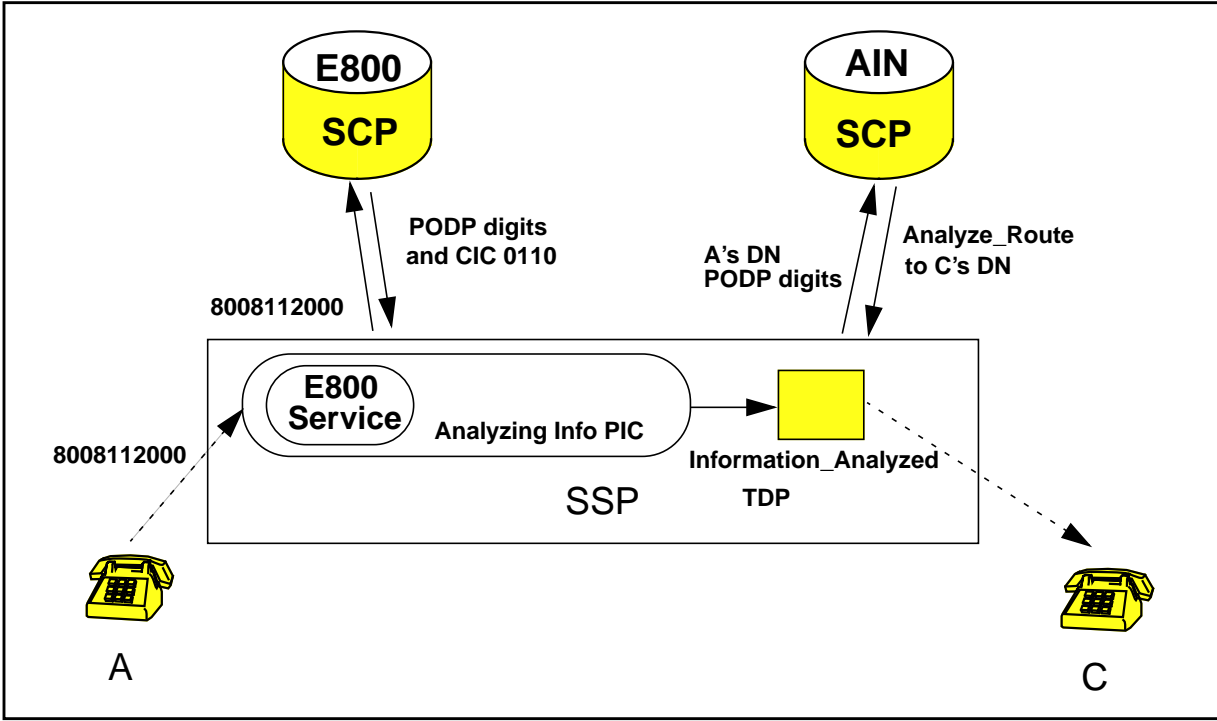 E800
SCP
AIN
SCP
PODP digits
and CIC 0110
A's DN
PODP digits
Analyze_Route
to C's DN
8008112000
E800
Service
Analyzing Info PIC
8008112000
Information_Analyzed
TDP
SSP
A
C